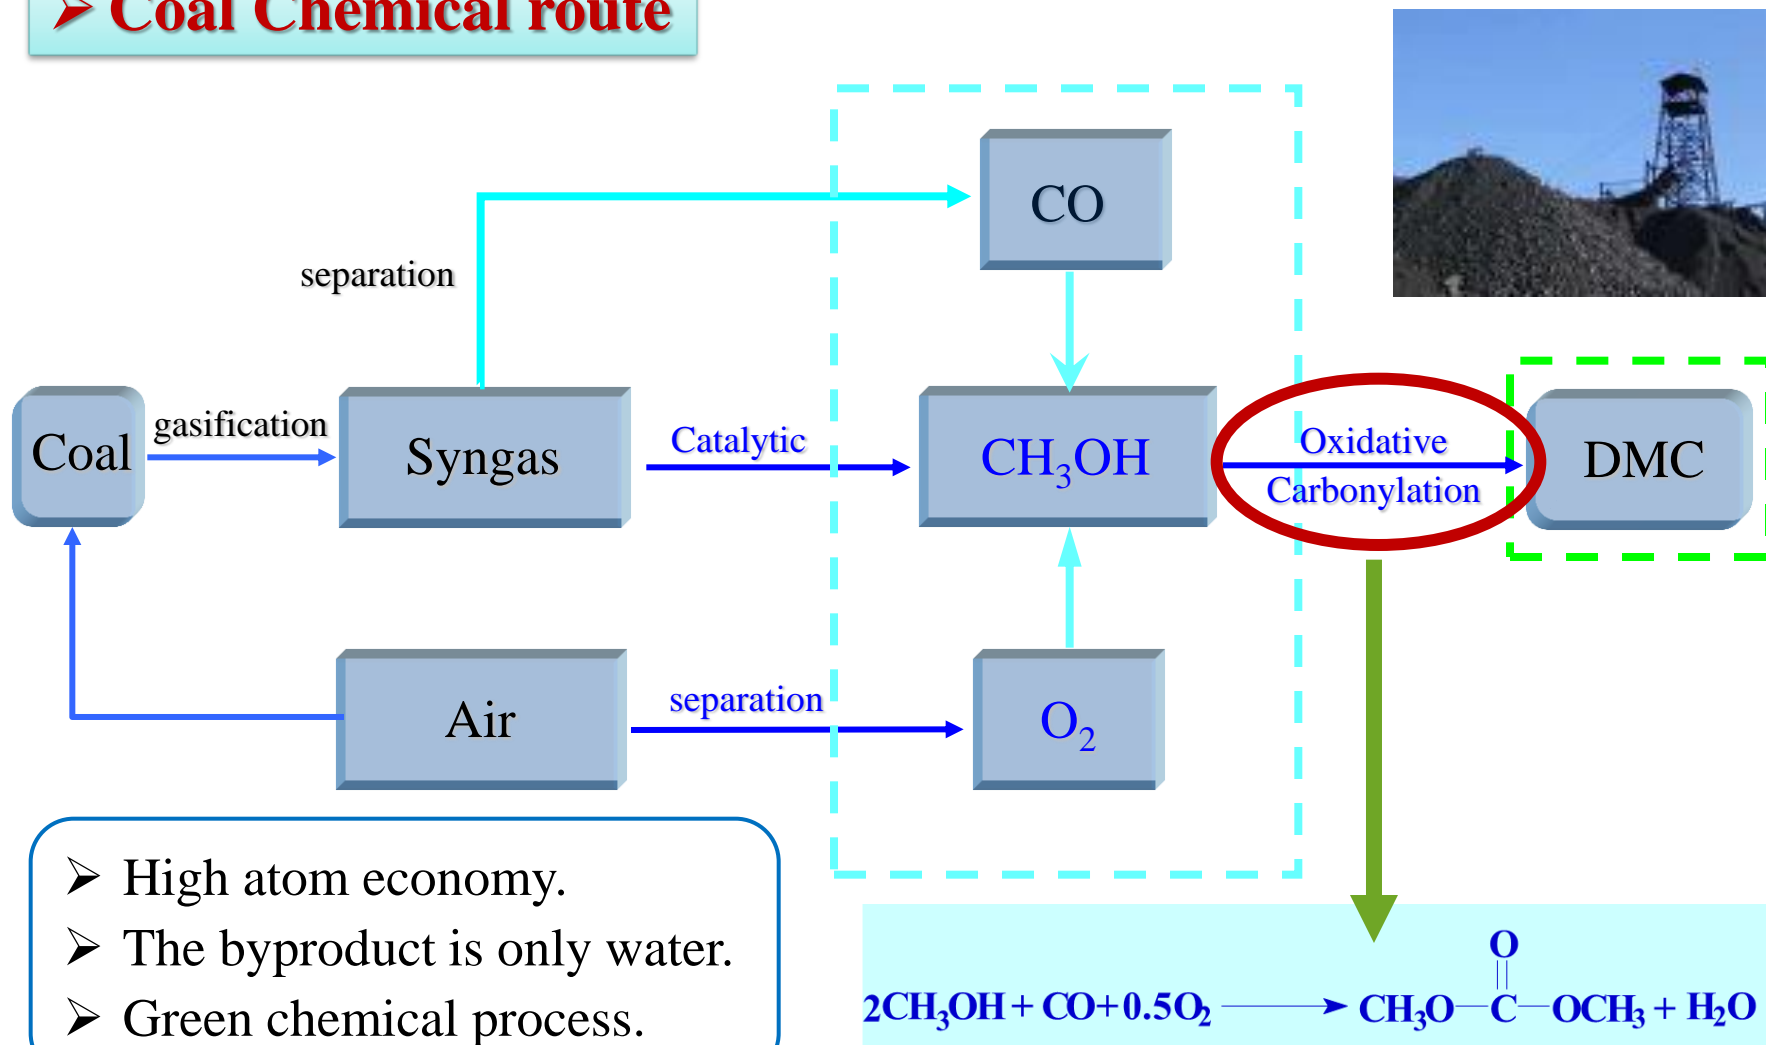 ➢ Coal Chemical route
CO
separation
Coal
gasification
Syngas
Catalytic
CH₃OH
Oxidative
Carbonylation
DMC
Air
separation
O₂
➢ High atom economy.
➢ The byproduct is only water.
➢ Green chemical process.
O
2CH₃OH + CO + 0.5O₂ → CH₃O—C—OCH₃ + H₂O